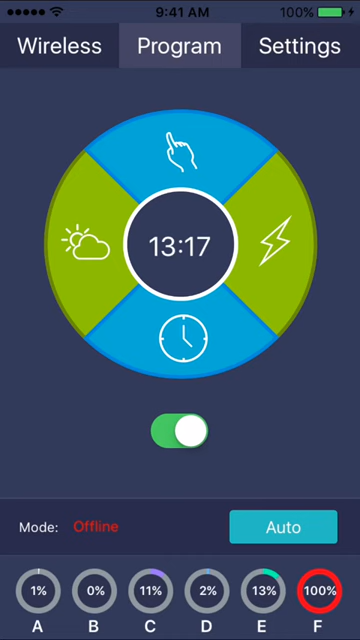 9:41 AM 100%
Wireless Program Settings
13:17
Mode: Offline Auto
1% 0% 11% 2% 13% 100%
A B C D E F